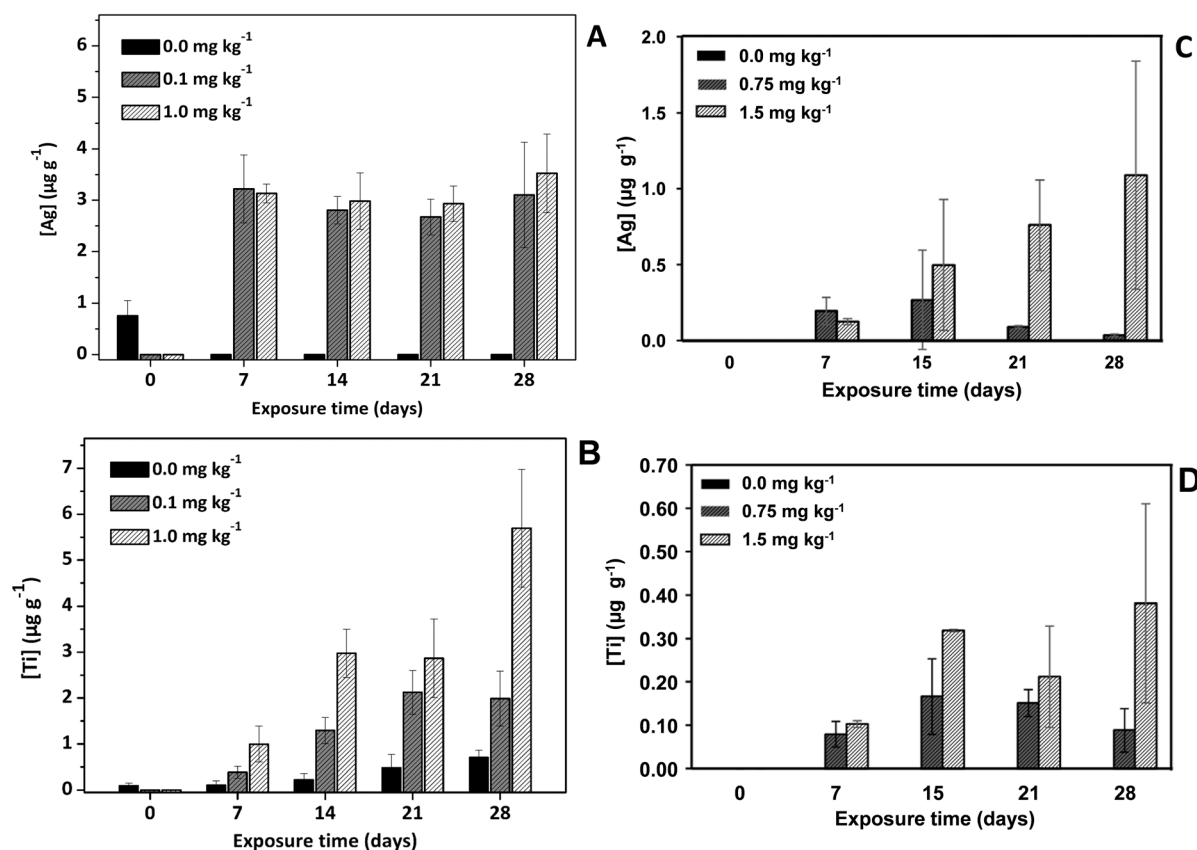 A
0.0 mg kg⁻¹
0.1 mg kg⁻¹
1.0 mg kg⁻¹
[Ag] (µg g⁻¹)
6
5
4
3
2
1
0
0 7 14 21 28
Exposure time (days)
C
0.0 mg kg⁻¹
0.75 mg kg⁻¹
1.5 mg kg⁻¹
[Ag] (µg g⁻¹)
2.0
1.5
1.0
0.5
0.0
0 7 15 21 28
Exposure time (days)
B
0.0 mg kg⁻¹
0.1 mg kg⁻¹
1.0 mg kg⁻¹
[Ti] (µg g⁻¹)
7
6
5
4
3
2
1
0
0 7 14 21 28
Exposure time (days)
D
0.0 mg kg⁻¹
0.75 mg kg⁻¹
1.5 mg kg⁻¹
[Ti] (µg g⁻¹)
0.70
0.60
0.50
0.40
0.30
0.20
0.10
0.00
0 7 15 21 28
Exposure time (days)